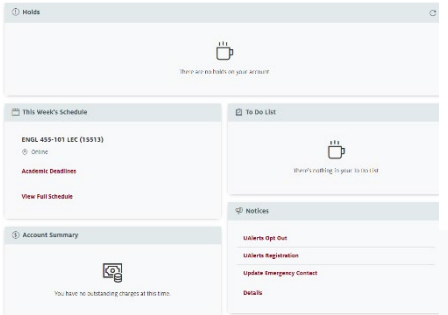 Holds
There are no holds on your account
This Week's Schedule
ENGL 455-101 LEC (15513)
Online
Academic Deadlines
View Full Schedule
Account Summary
You have no outstanding charges at this time.
To Do List
There's nothing in your To Do List
Notices
UAlerts Opt Out
UAlerts Registration
Update Emergency Contact
Details